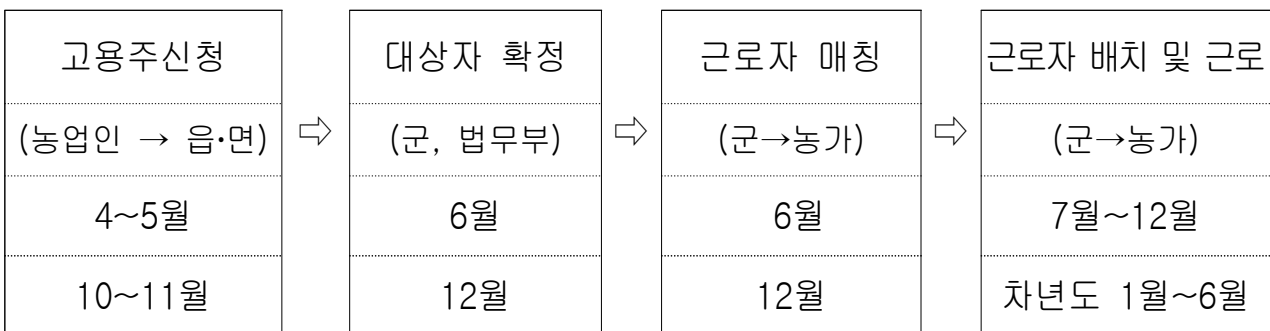 고용주신청
(농업인 → 읍·면)
4~5월
10~11월
⇨
대상자 확정
(군, 법무부)
6월
12월
⇨
근로자 매칭
(군→농가)
6월
12월
⇨
근로자 배치 및 근로
(군→농가)
7월~12월
차년도 1월~6월